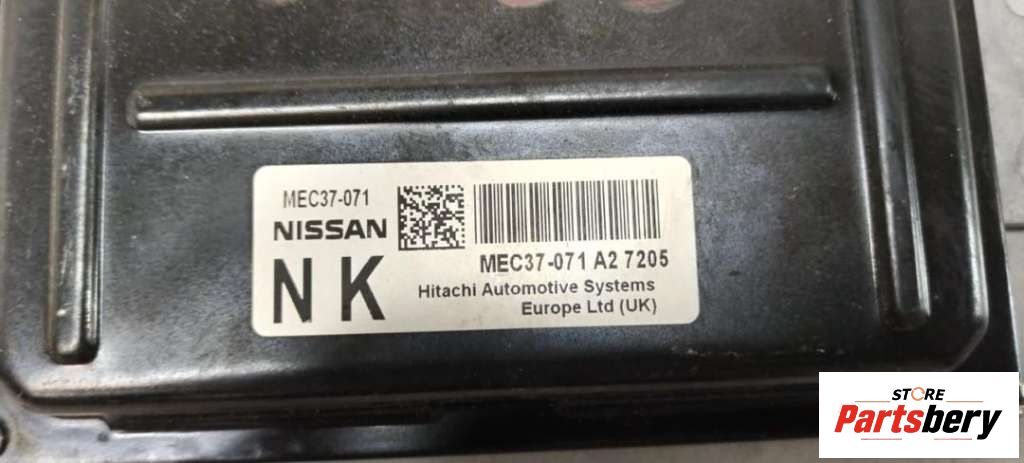 MEC37-071
NISSAN
N K
MEC37-071 A2 7205
Hitachi Automotive Systems
Europe Ltd (UK)
STORE
Partsbery